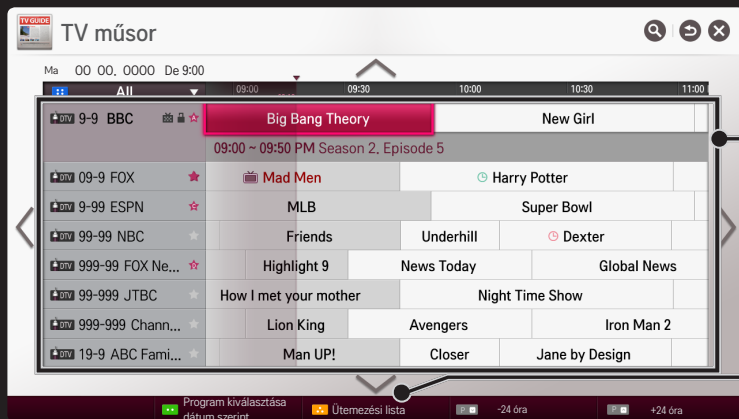 TV GUIDE
TV műsor
Ma 00 00, 0000 De 9:00
All 09:00 09:30 10:00 10:30 11:00
DTV 9-9 BBC Big Bang Theory New Girl
09:00 ~ 09:50 PM Season 2, Episode 5
DTV 09-9 FOX Mad Men Harry Potter
DTV 9-99 ESPN MLB Super Bowl
DTV 99-99 NBC Friends Underhill Dexter
DTV 999-99 FOX Ne... Highlight 9 News Today Global News
DTV 99-999 JTBC How I met your mother Night Time Show
DTV 999-999 Chann... Lion King Avengers Iron Man 2
DTV 19-9 ABC Fami... Man UP! Closer Jane by Design
Program kiválasztása
dátum szerint
Ütemezési lista P -24 óra P +24 óra